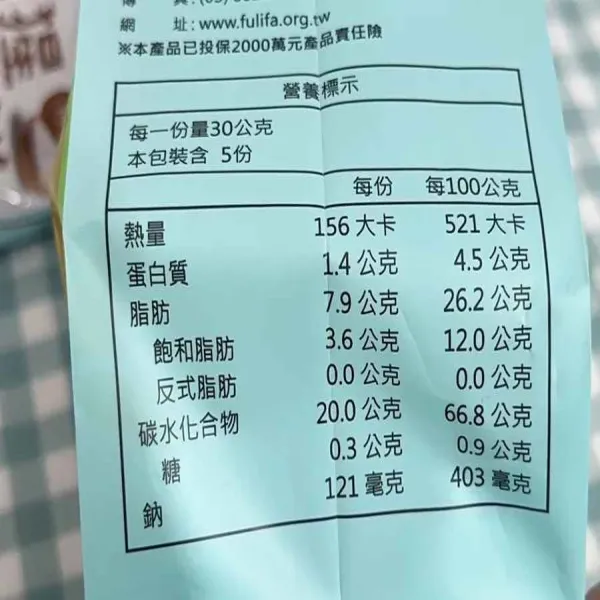 網 址:www.fulifa.org.tw
※本產品已投保2000萬元產品責任險
營養標示
每一份量30公克
本包裝含 5份
每份 每100公克
熱量 156 大卡 521 大卡
蛋白質 1.4 公克 4.5 公克
脂肪 7.9 公克 26.2 公克
飽和脂肪 3.6 公克 12.0 公克
反式脂肪 0.0 公克 0.0 公克
碳水化合物 20.0 公克 66.8 公克
糖 0.3 公克 0.9 公克
鈉 121 毫克 403 毫克